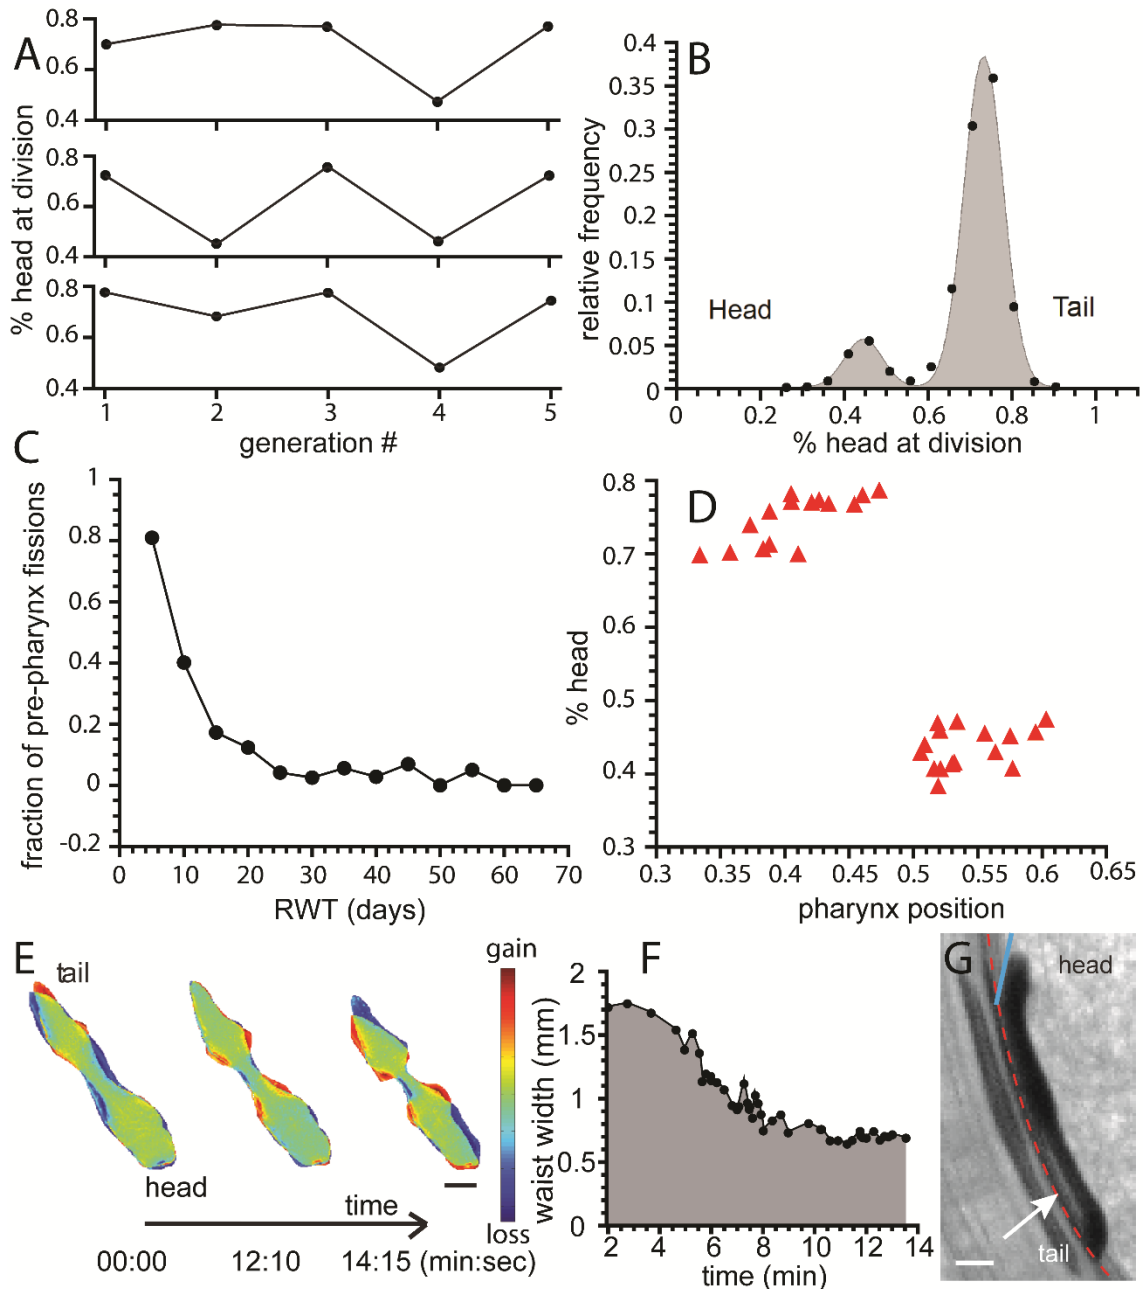 A
% head at division
0.8
0.6
0.4
0.8
0.6
0.4
0.8
0.6
0.4
1 2 3 4 5
generation #
B
relative frequency
0.4
0.35
0.3
0.25
0.2
0.15
0.1
0.05
0
Head
Tail
0 0.2 0.4 0.6 0.8 1
% head at division
C
fraction of pre-pharynx fissions
1
0.8
0.6
0.4
0.2
0
-0.2
0 10 20 30 40 50 60 70
RWT (days)
D
% head
0.8
0.7
0.6
0.5
0.4
0.3
0.3 0.35 0.4 0.45 0.5 0.55 0.6 0.65
pharynx position
E
tail
head
gain
loss
time
00:00 12:10 14:15 (min:sec)
F
waist width (mm)
2
1.5
1
0.5
0
2 4 6 8 10 12 14
time (min)
G
head
tail